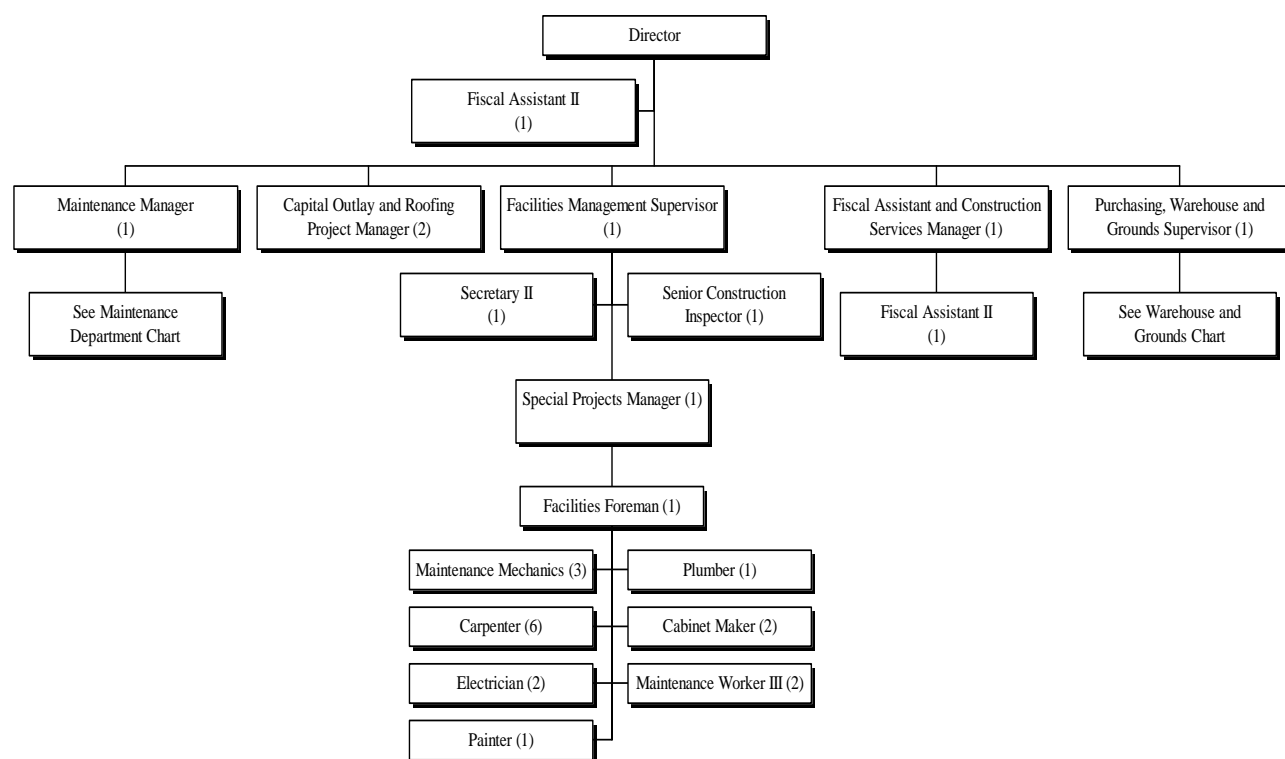 Director
Fiscal Assistant II
(1)
Maintenance Manager
(1)
Capital Outlay and Roofing
Project Manager (2)
Facilities Management Supervisor
(1)
Fiscal Assistant and Construction
Services Manager (1)
Purchasing, Warehouse and
Grounds Supervisor (1)
See Maintenance
Department Chart
Secretary II
(1)
Senior Construction
Inspector (1)
Fiscal Assistant II
(1)
See Warehouse and
Grounds Chart
Special Projects Manager (1)
Facilities Foreman (1)
Maintenance Mechanics (3)
Plumber (1)
Carpenter (6)
Cabinet Maker (2)
Electrician (2)
Maintenance Worker III (2)
Painter (1)